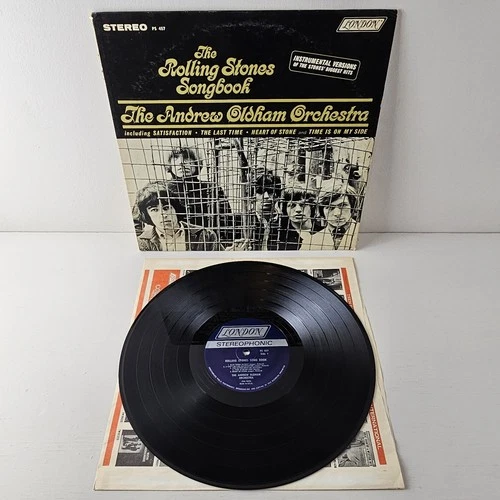 STEREO PS 457
LONDON
The
Rolling Stones
Songbook
INSTRUMENTAL VERSIONS
OF THE STONES' BIGGEST HITS
The Andrew Oldham Orchestra
including SATISFACTION • THE LAST TIME • HEART OF STONE and TIME IS ON MY SIDE
LONDON
STEREOPHONIC
ROLLING STONES SONG BOOK
THE ANDREW OLDHAM
ORCHESTRA